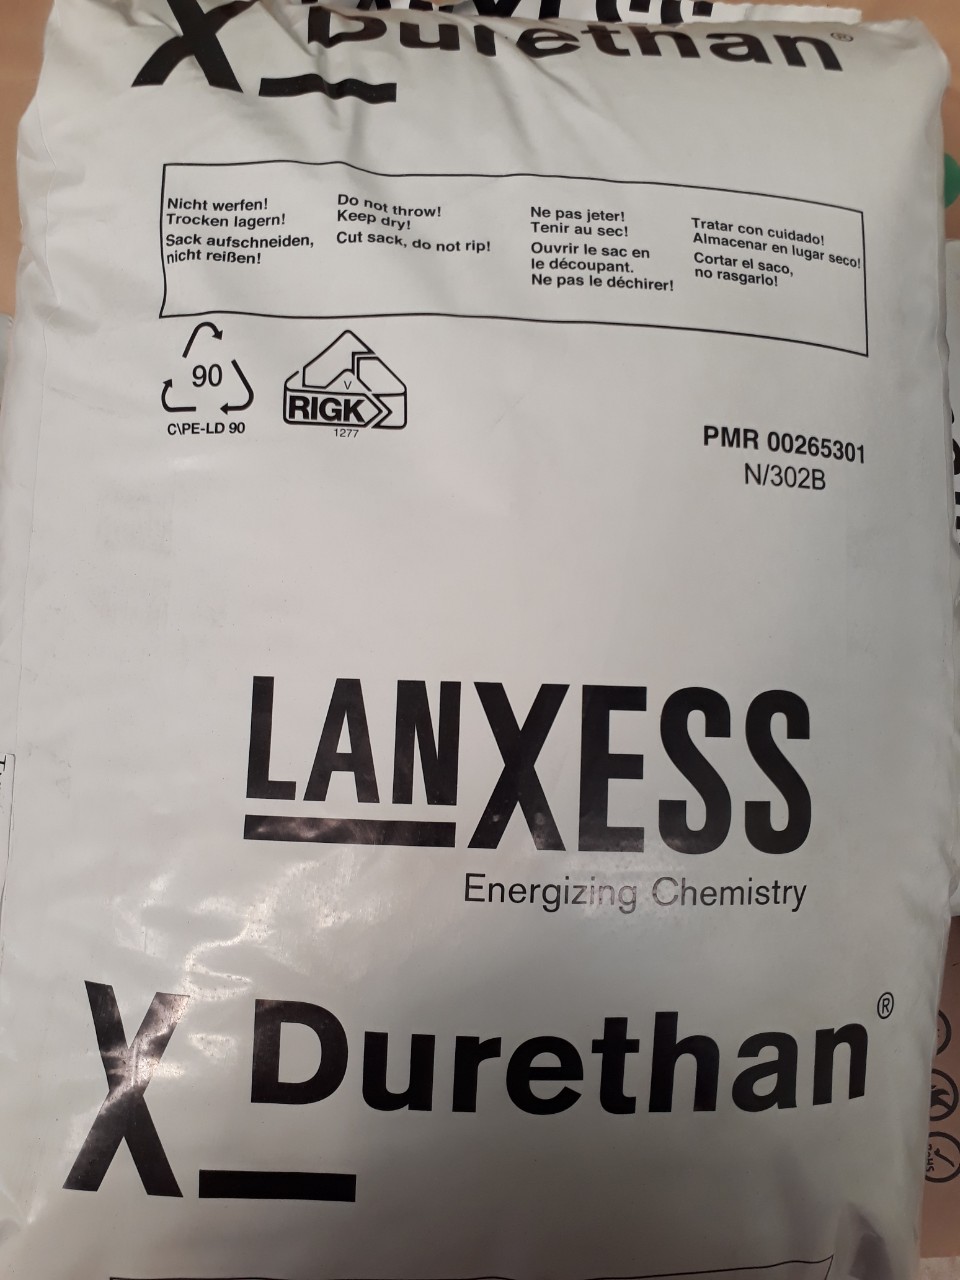 X_ Durethan®
Nicht werfen!
Trocken lagern!
Sack aufschneiden,
nicht reißen!
Do not throw!
Keep dry!
Cut sack, do not rip!
Ne pas jeter!
Tenir au sec!
Ouvrir le sac en
le découpant.
Ne pas le déchirer!
Tratar con cuidado!
Almacenar en lugar seco!
Cortar el saco,
no rasgarlo!
90
C\PE-LD 90
V
RIGK
1277
PMR 00265301
N/302B
LANXESS
Energizing Chemistry
X_ Durethan®